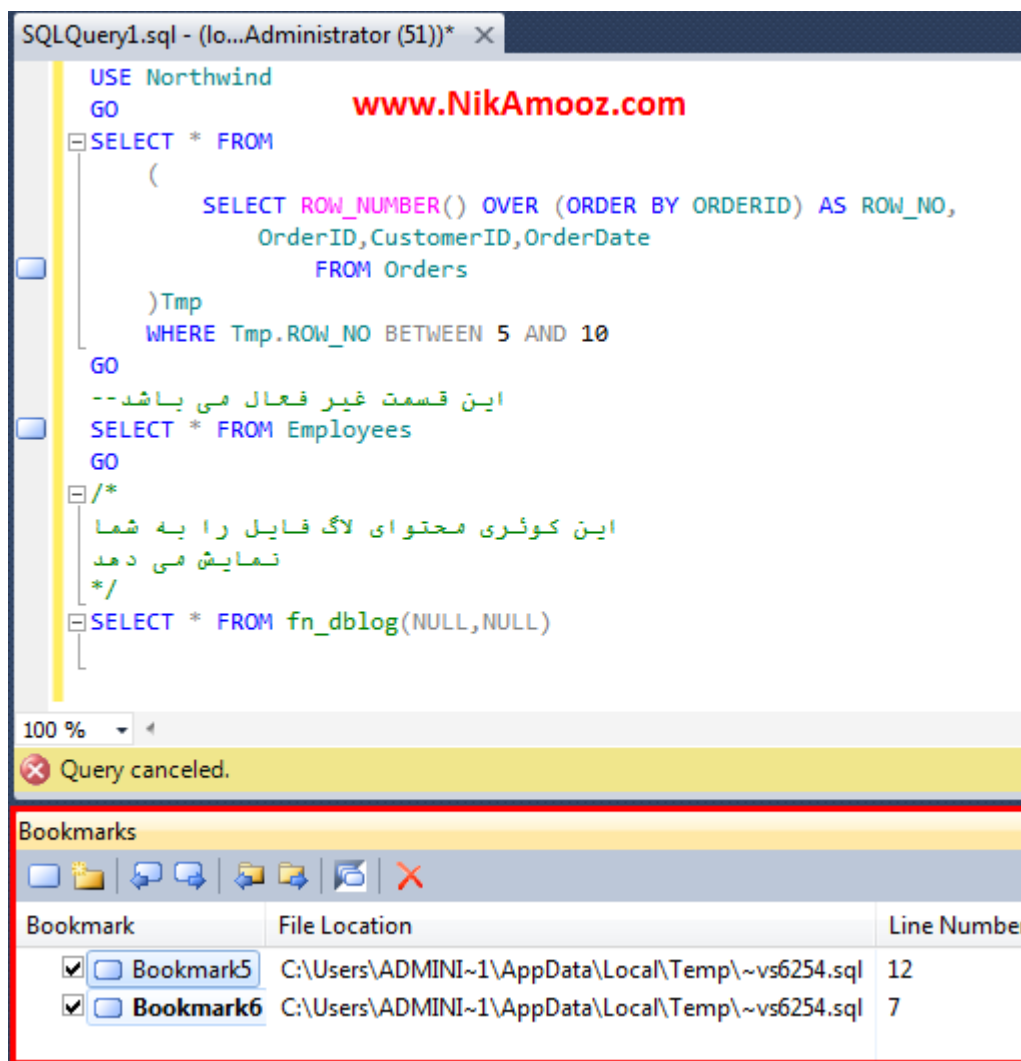 SQLQuery1.sql - (lo...Administrator (51))*
USE Northwind
GO
www.NikAmooz.com
SELECT * FROM
(
SELECT ROW_NUMBER() OVER (ORDER BY ORDERID) AS ROW_NO,
OrderID,CustomerID,OrderDate
FROM Orders
)Tmp
WHERE Tmp.ROW_NO BETWEEN 5 AND 10
GO
--این قسمت غیر فعال می باشد
SELECT * FROM Employees
GO
/*
این کوئری محتوای لاگ فایل را به شما
نمایش می دهد
*/
SELECT * FROM fn_dblog(NULL,NULL)
100 %
Query canceled.
Bookmarks
Bookmark File Location Line Number
Bookmark5 C:\Users\ADMINI~1\AppData\Local\Temp\~vs6254.sql 12
Bookmark6 C:\Users\ADMINI~1\AppData\Local\Temp\~vs6254.sql 7